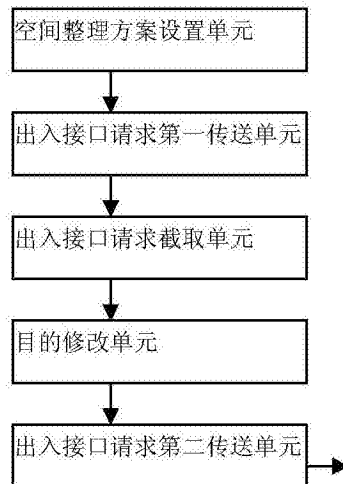 空间整理方案设置单元
出入接口请求第一传送单元
出入接口请求截取单元
目的修改单元
出入接口请求第二传送单元